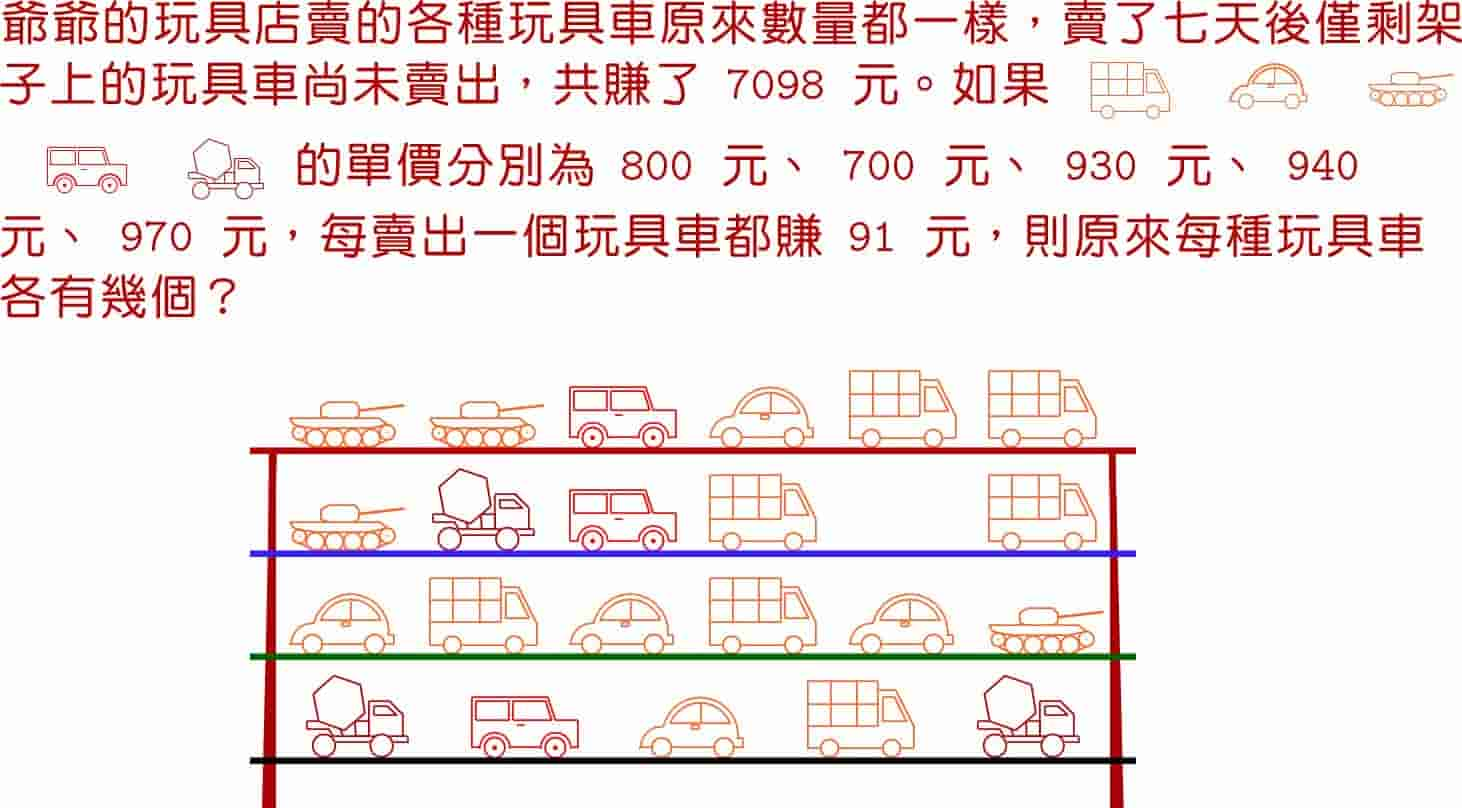 爺爺的玩具店賣的各種玩具車原來數量都一樣，賣了七天後僅剩架
子上的玩具車尚未賣出，共賺了 7098 元。如果
的單價分別為 800 元、 700 元、 930 元、 940
元、 970 元，每賣出一個玩具車都賺 91 元，則原來每種玩具車
各有幾個？